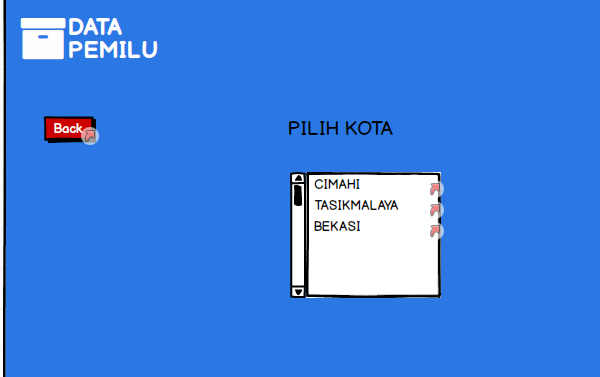 DATA
PEMILU
Back
PILIH KOTA
CIMAHI
TASIKMALAYA
BEKASI